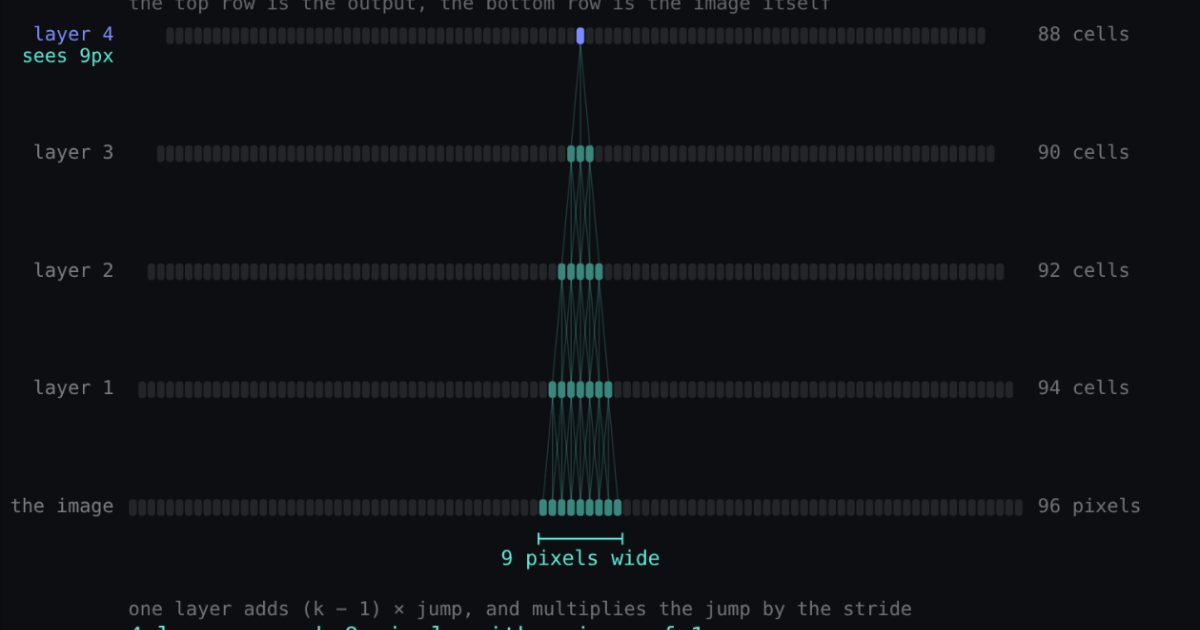 the top row is the output, the bottom row is the image itself
layer 4
sees 9px
88 cells
layer 3
90 cells
layer 2
92 cells
layer 1
94 cells
the image
96 pixels
9 pixels wide
one layer adds (k − 1) × jump, and multiplies the jump by the stride